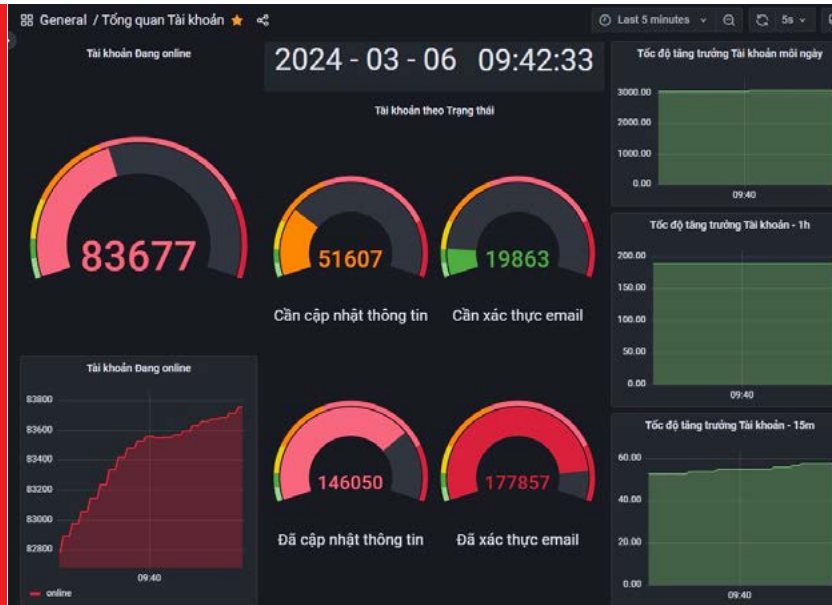 General / Tổng quan Tài khoản
Last 5 minutes
5s
Tài khoản Đang online
83677
2024 - 03 - 06 09:42:33
Tài khoản theo Trạng thái
51607
19863
Cần cập nhật thông tin
Cần xác thực email
146050
177857
Đã cập nhật thông tin
Đã xác thực email
Tài khoản Đang online
83800
83600
83400
83200
83000
82800
09:40
online
Tốc độ tăng trưởng Tài khoản mỗi ngày
3000.00
2000.00
1000.00
0.00
09:40
Tốc độ tăng trưởng Tài khoản - 1h
200.00
150.00
100.00
50.00
0.00
09:40
Tốc độ tăng trưởng Tài khoản - 15m
60.00
40.00
20.00
0.00
09:40